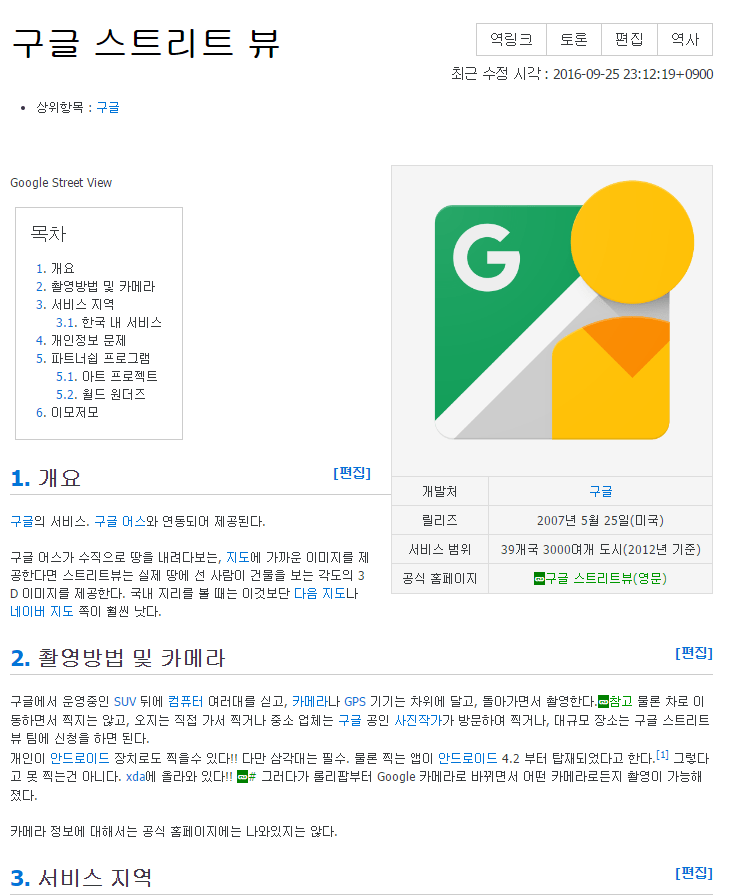 구글 스트리트 뷰
역링크 토론 편집 역사
최근 수정 시각 : 2016-09-25 23:12:19+0900
상위항목 : 구글
Google Street View
목차
1. 개요
2. 촬영방법 및 카메라
3. 서비스 지역
3.1. 한국 내 서비스
4. 개인정보 문제
5. 파트너쉽 프로그램
5.1. 아트 프로젝트
5.2. 월드 원더즈
6. 이모저모
G
개발처 구글
릴리즈 2007년 5월 25일(미국)
서비스 범위 39개국 3000여개 도시(2012년 기준)
공식 홈페이지 구글 스트리트뷰(영문)
1. 개요 [편집]
구글의 서비스. 구글 어스와 연동되어 제공된다.
구글 어스가 수직으로 땅을 내려다보는, 지도에 가까운 이미지를 제
공한다면 스트리트뷰는 실제 땅에 선 사람이 건물을 보는 각도의 3
D 이미지를 제공한다. 국내 지리를 볼 때는 이것보단 다음 지도나
네이버 지도 쪽이 훨씬 낫다.
2. 촬영방법 및 카메라 [편집]
구글에서 운영중인 SUV 뒤에 컴퓨터 여러대를 싣고, 카메라나 GPS 기기는 차위에 달고, 돌아가면서 촬영한다.참고 물론 차로 이
동하면서 찍지는 않고, 오지는 직접 가서 찍거나 중소 업체는 구글 공인 사진작가가 방문하여 찍거나, 대규모 장소는 구글 스트리트
뷰 팀에 신청을 하면 된다.
개인이 안드로이드 장치로도 찍을수 있다!! 다만 삼각대는 필수. 물론 찍는 앱이 안드로이드 4.2 부터 탑재되었다고 한다.[1] 그렇다
고 못 찍는건 아니다. xda에 올라와 있다!! # 그러다가 롤리팝부터 Google 카메라로 바뀌면서 어떤 카메라로든지 촬영이 가능해
졌다.
카메라 정보에 대해서는 공식 홈페이지에는 나와있지는 않다.
3. 서비스 지역 [편집]